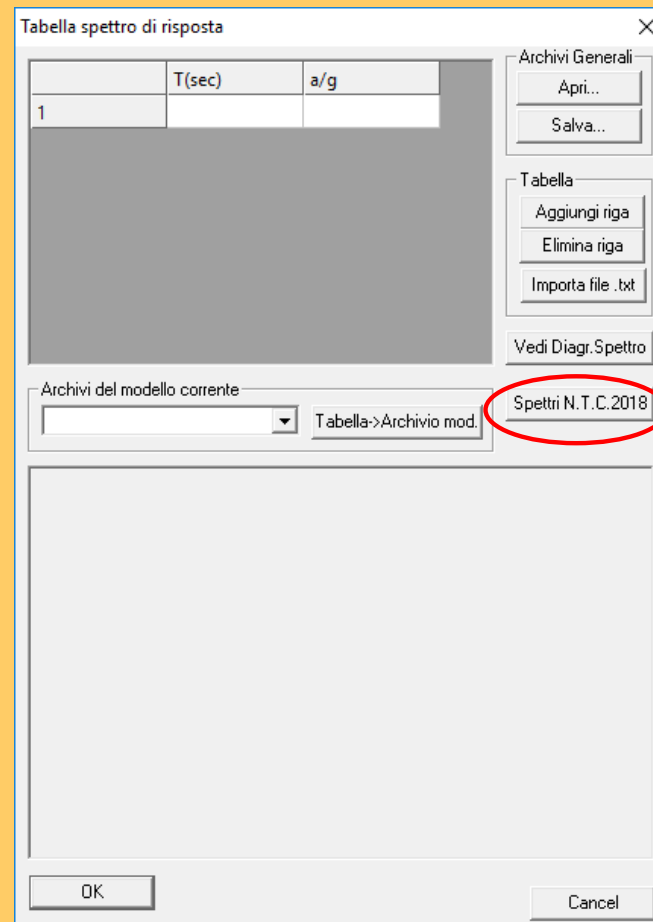 Tabella spettro di risposta
T(sec) a/g
1
Archivi Generali
Apri...
Salva...
Tabella
Aggiungi riga
Elimina riga
Importa file .txt
Vedi Diagr.Spettro
Archivi del modello corrente
Tabella->Archivio mod.
Spettri N.T.C.2018
OK
Cancel